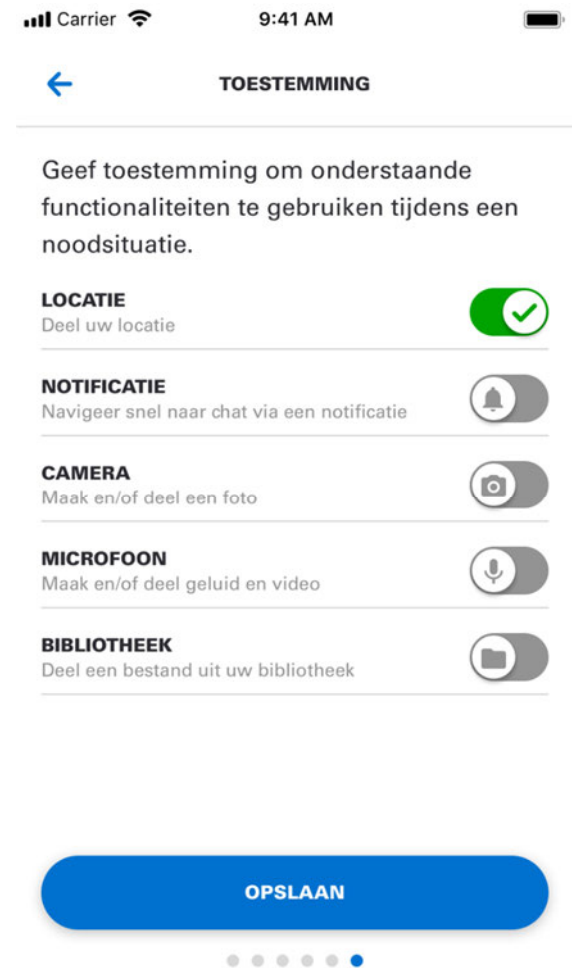 Carrier 9:41 AM
TOESTEMMING
Geef toestemming om onderstaande
functionaliteiten te gebruiken tijdens een
noodsituatie.
LOCATIE
Deel uw locatie
NOTIFICATIE
Navigeer snel naar chat via een notificatie
CAMERA
Maak en/of deel een foto
MICROFOON
Maak en/of deel geluid en video
BIBLIOTHEEK
Deel een bestand uit uw bibliotheek
OPSLAAN